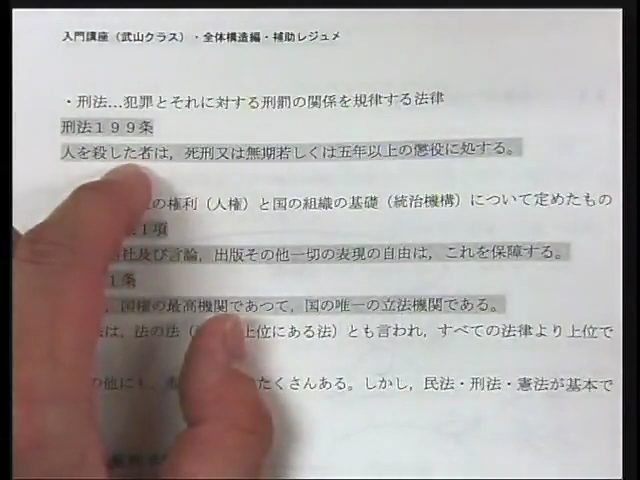 入門講座（武山クラス）・全体構造編・補助レジュメ
・刑法…犯罪とそれに対する刑罰の関係を規律する法律
刑法１９９条
人を殺した者は，死刑又は無期若しくは五年以上の懲役に処する。
の権利（人権）と国の組織の基礎（統治機構）について定めたもの
１項
社及び言論，出版その他一切の表現の自由は，これを保障する。
１条
，国権の最高機関であつて，国の唯一の立法機関である。
は，法の法（ 上位にある法）とも言われ，すべての法律より上位で
の他にも， たくさんある。しかし，民法・刑法・憲法が基本で